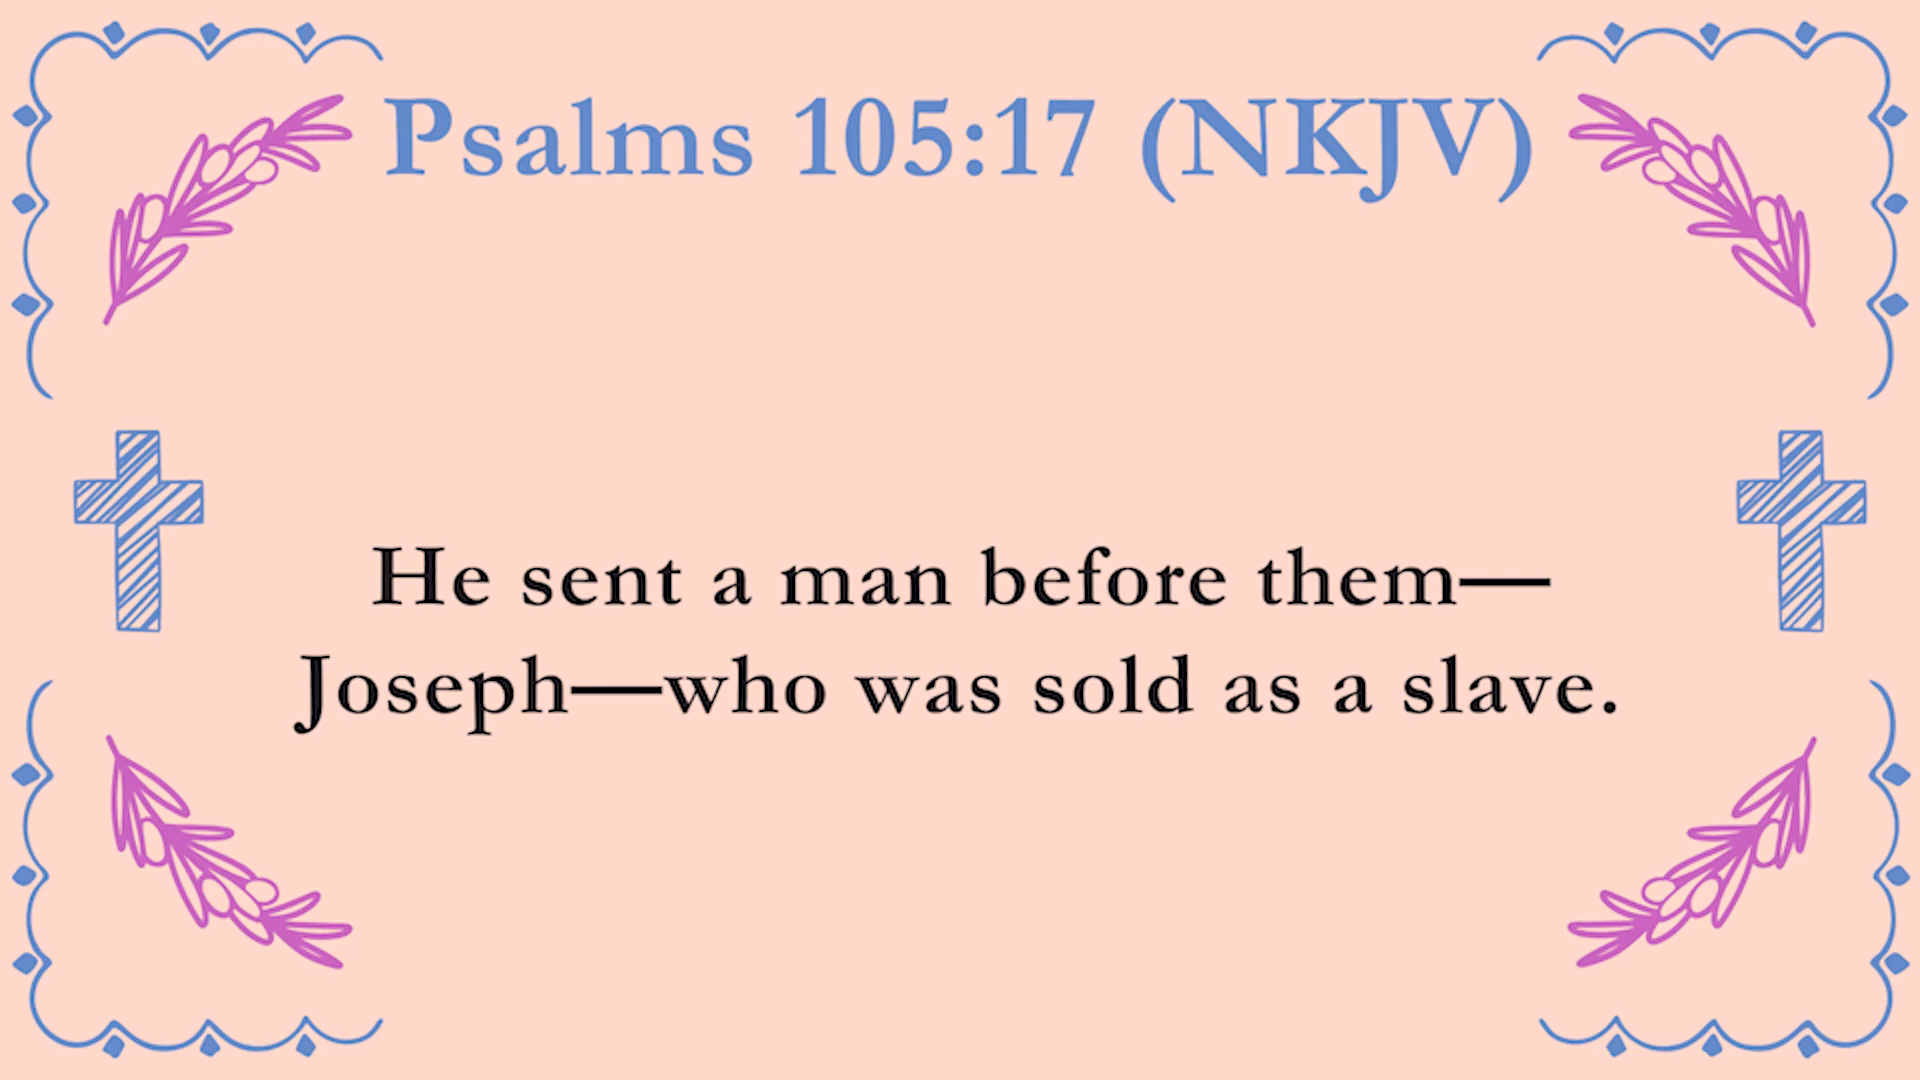 Psalms 105:17 (NKJV)
He sent a man before them—
Joseph—who was sold as a slave.